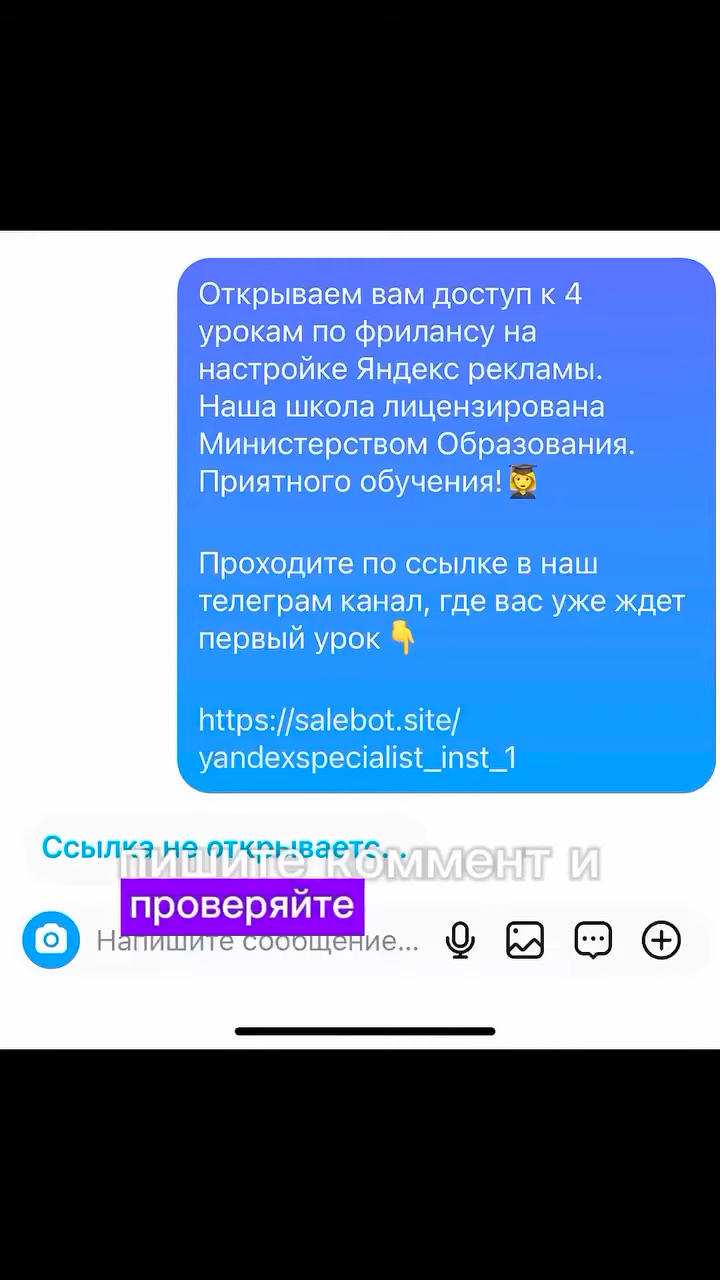 Открываем вам доступ к 4
урокам по фрилансу на
настройке Яндекс рекламы.
Наша школа лицензирована
Министерством Образования.
Приятного обучения!👩‍🎓
Проходите по ссылке в наш
телеграм канал, где вас уже ждет
первый урок 👇
https://salebot.site/
yandexspecialist_inst_1
Ссылка не открываетс...
пишите коммент и
проверяйте
Напишите сообщение...